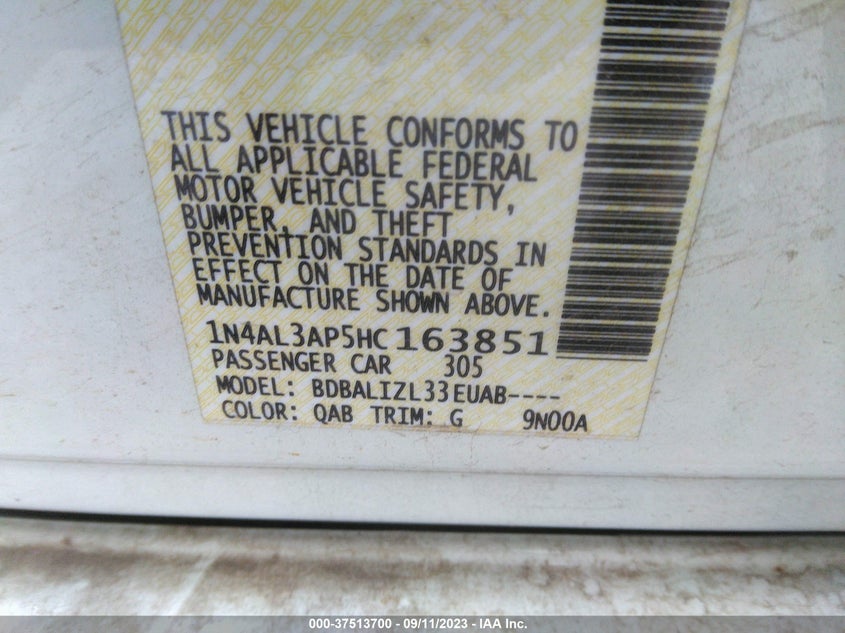 THIS VEHICLE CONFORMS TO
ALL APPLICABLE FEDERAL
MOTOR VEHICLE SAFETY,
BUMPER, AND THEFT
PREVENTION STANDARDS IN
EFFECT ON THE DATE OF
MANUFACTURE SHOWN ABOVE.
1N4AL3AP5HC163851
PASSENGER CAR 305
MODEL: BDBALIZL33EUAB----
COLOR: QAB TRIM: G 9N00A
000-37513700 - 09/11/2023 - IAA Inc.